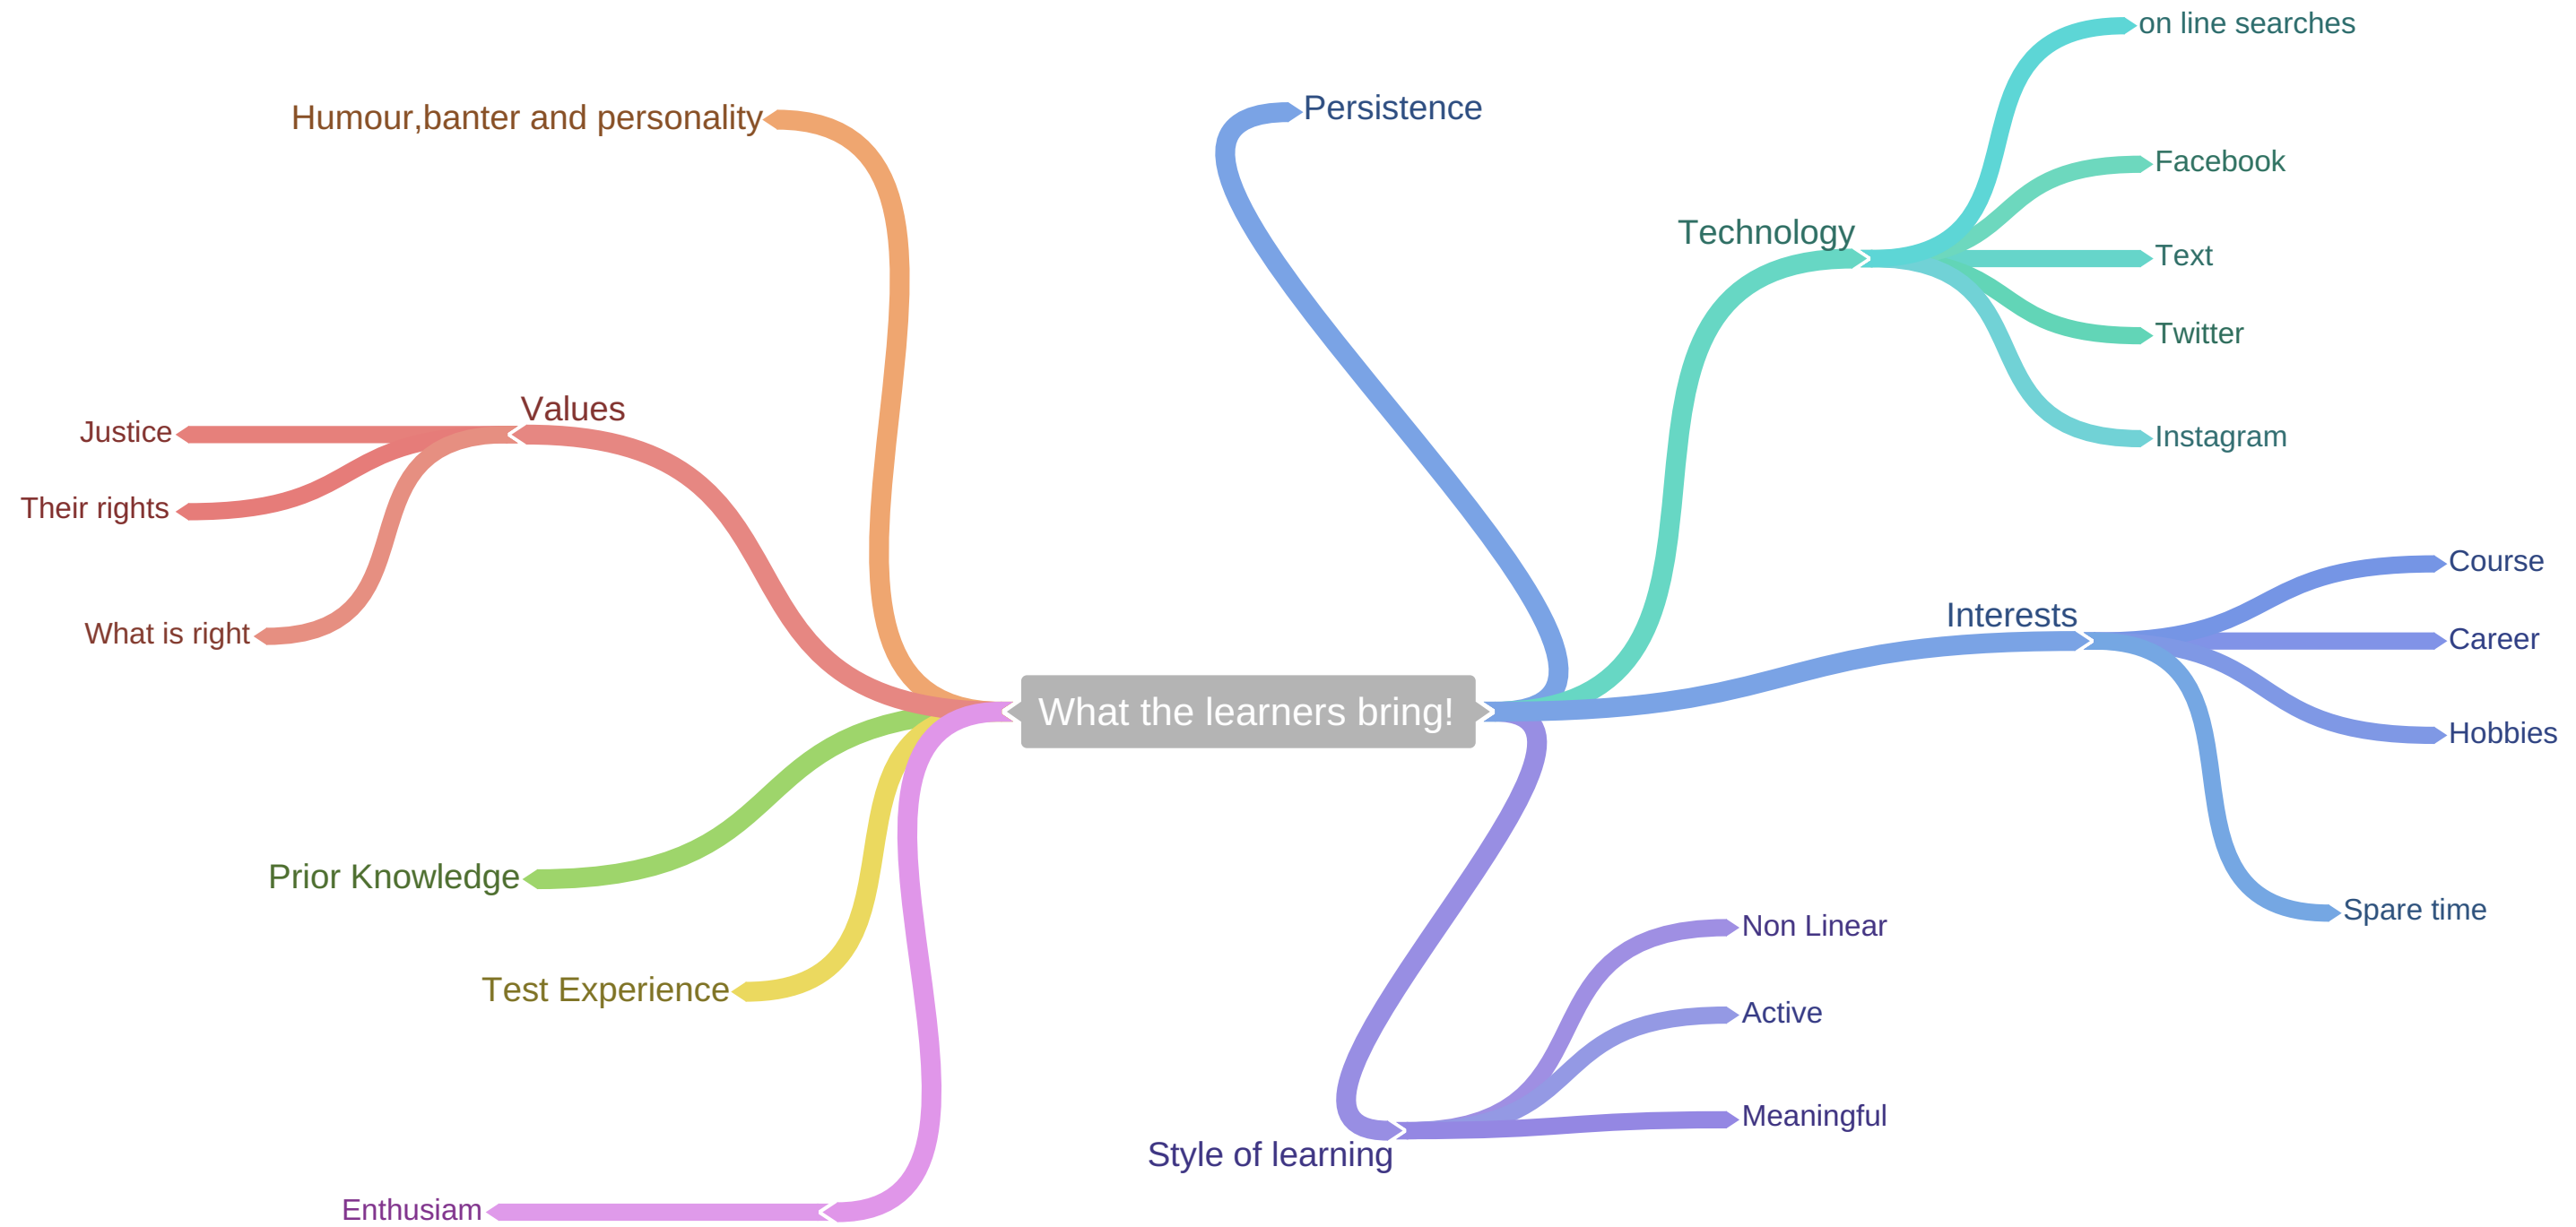 What the learners bring!
Persistence
Technology
on line searches
Facebook
Text
Twitter
Instagram
Interests
Course
Career
Hobbies
Spare time
Style of learning
Non Linear
Active
Meaningful
Humour,banter and personality
Values
Justice
Their rights
What is right
Prior Knowledge
Test Experience
Enthusiam